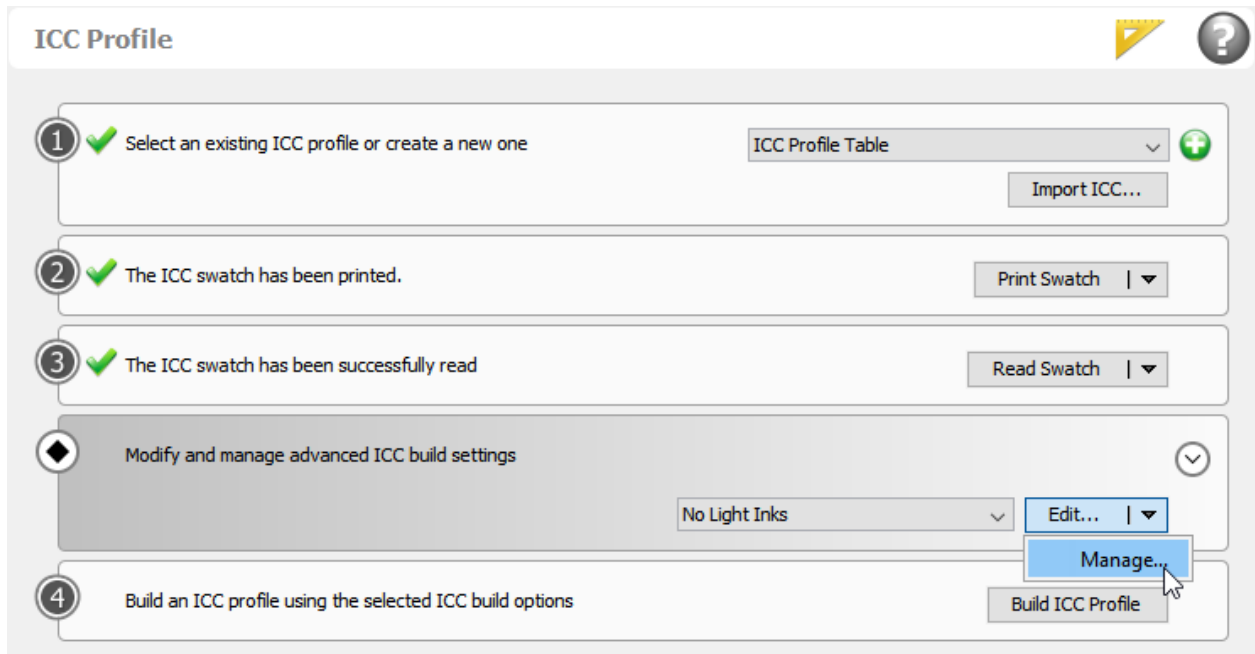 ICC Profile
?
1 Select an existing ICC profile or create a new one ICC Profile Table
Import ICC...
2 The ICC swatch has been printed. Print Swatch
3 The ICC swatch has been successfully read Read Swatch
Modify and manage advanced ICC build settings
No Light Inks Edit...
Manage...
4 Build an ICC profile using the selected ICC build options Build ICC Profile